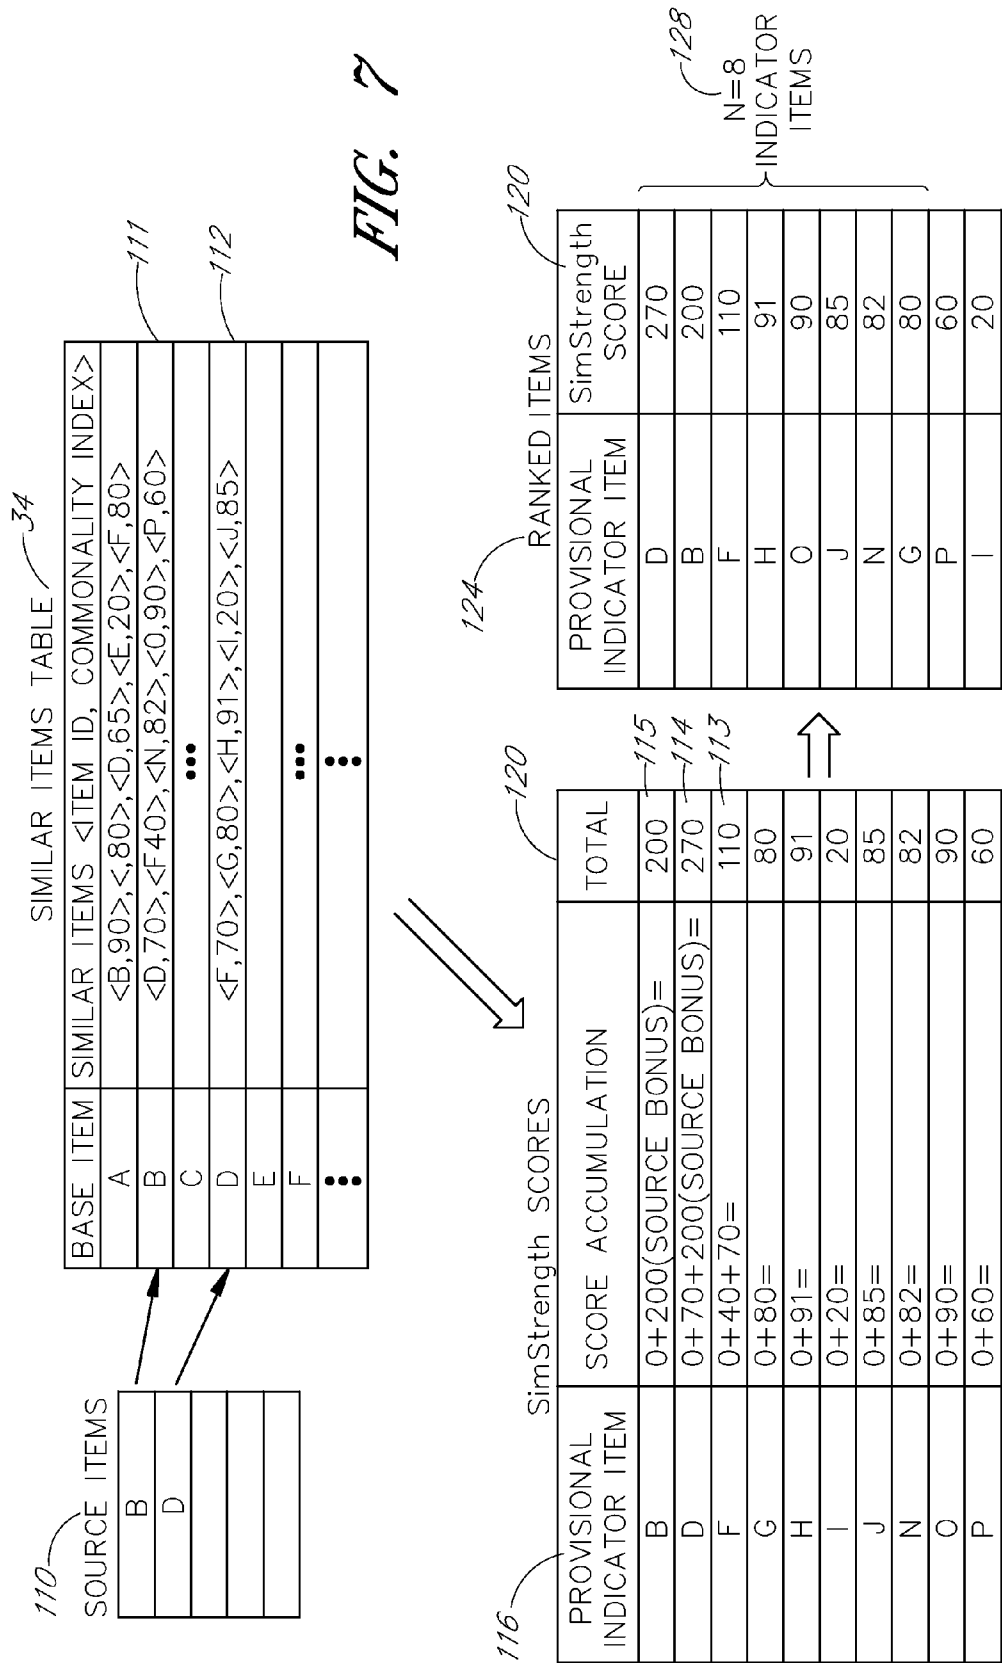 SIMILAR ITEMS TABLE 34
BASE ITEM SIMILAR ITEMS <ITEM ID, COMMONALITY INDEX>
A <B,90>,<,80>,<D,65>,<E,20>,<F,80>
B <D,70>,<F40>,<N,82>,<O,90>,<P,60> 111
C •••
D <F,70>,<G,80>,<H,91>,<I,20>,<J,85> 112
E
F •••
••• •••
110
SOURCE ITEMS
B
D
FIG. 7
SimStrength SCORES
116 120
PROVISIONAL INDICATOR ITEM SCORE ACCUMULATION TOTAL
B 0+200(SOURCE BONUS)= 200 115
D 0+70+200(SOURCE BONUS)= 270 114
F 0+40+70= 110 113
G 0+80= 80
H 0+91= 91
I 0+20= 20
J 0+85= 85
N 0+82= 82
O 0+90= 90
P 0+60= 60
124 RANKED ITEMS 120
PROVISIONAL INDICATOR ITEM SimStrength SCORE
D 270
B 200
F 110
H 91
O 90
J 85
N 82
G 80
P 60
I 20
128
N=8
INDICATOR
ITEMS